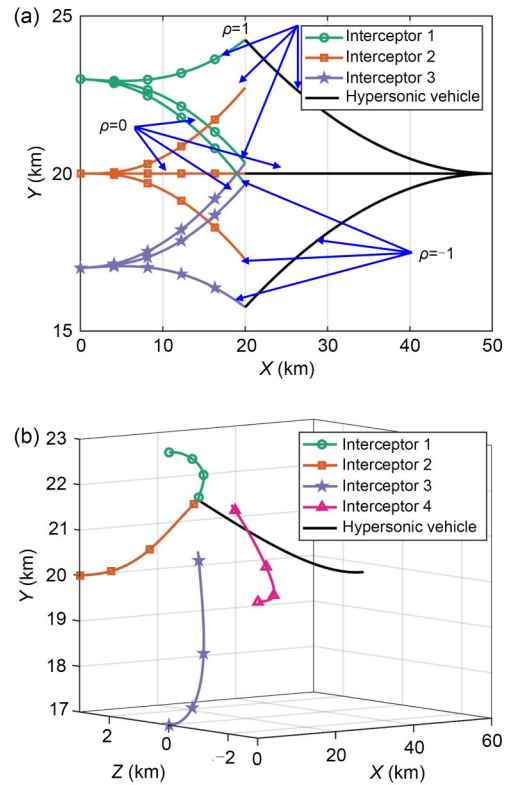 (a)
25
20
15
Y (km)
0
10
20
30
40
50
X (km)
ρ=1
ρ=0
ρ=−1
Interceptor 1
Interceptor 2
Interceptor 3
Hypersonic vehicle
(b)
23
22
21
20
19
18
17
Y (km)
2
0
−2
Z (km)
0
20
40
60
X (km)
Interceptor 1
Interceptor 2
Interceptor 3
Interceptor 4
Hypersonic vehicle